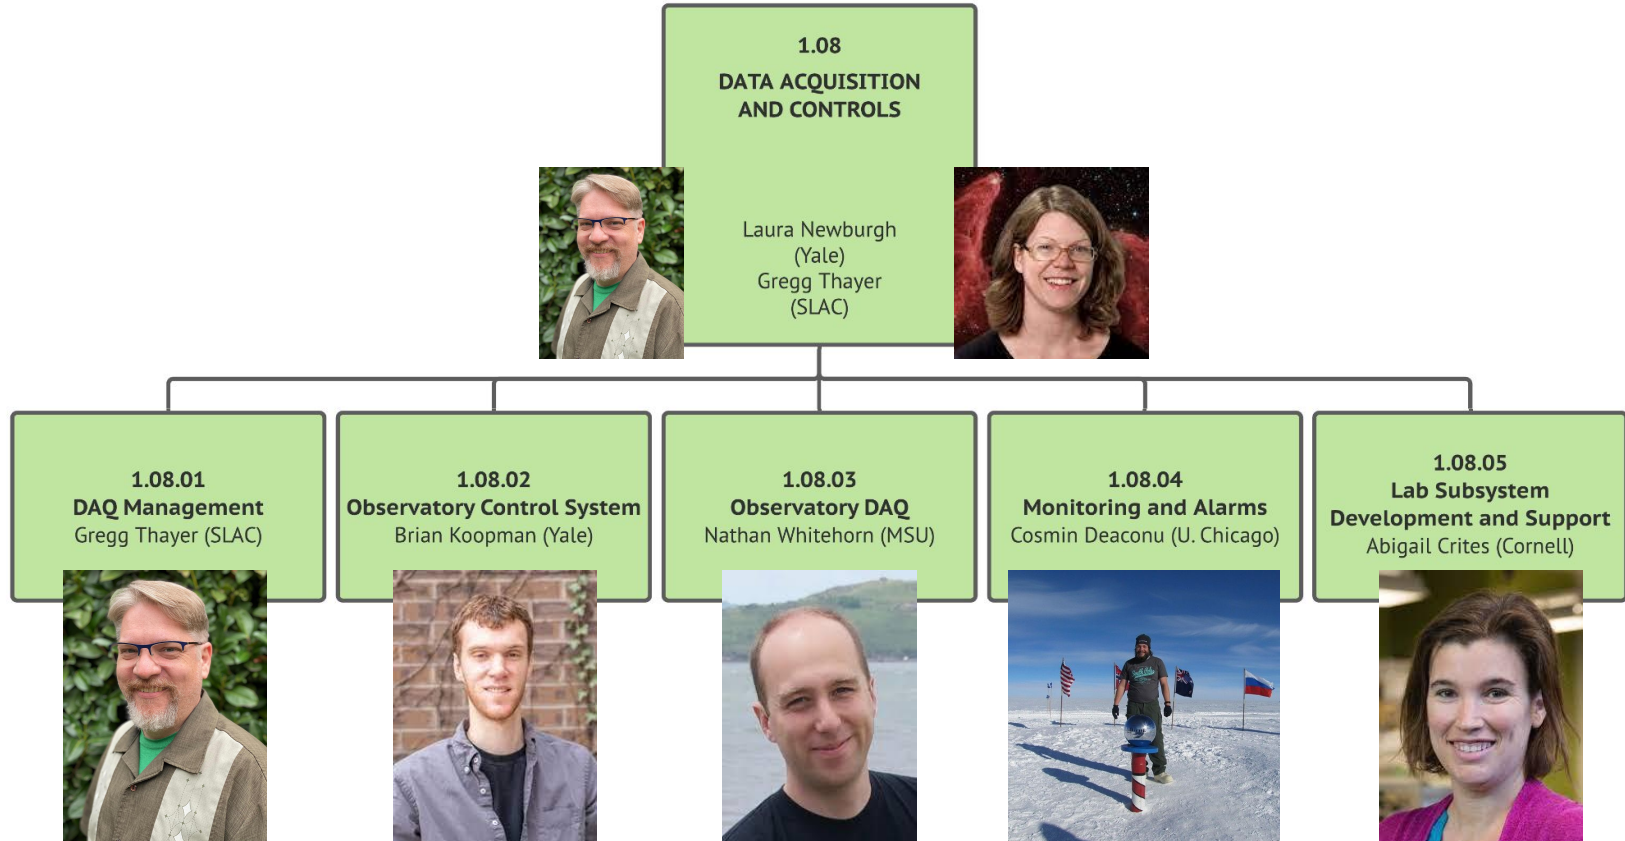 1.08
DATA ACQUISITION
AND CONTROLS
Laura Newburgh
(Yale)
Gregg Thayer
(SLAC)
1.08.01
DAQ Management
Gregg Thayer (SLAC)
1.08.02
Observatory Control System
Brian Koopman (Yale)
1.08.03
Observatory DAQ
Nathan Whitehorn (MSU)
1.08.04
Monitoring and Alarms
Cosmin Deaconu (U. Chicago)
1.08.05
Lab Subsystem
Development and Support
Abigail Crites (Cornell)